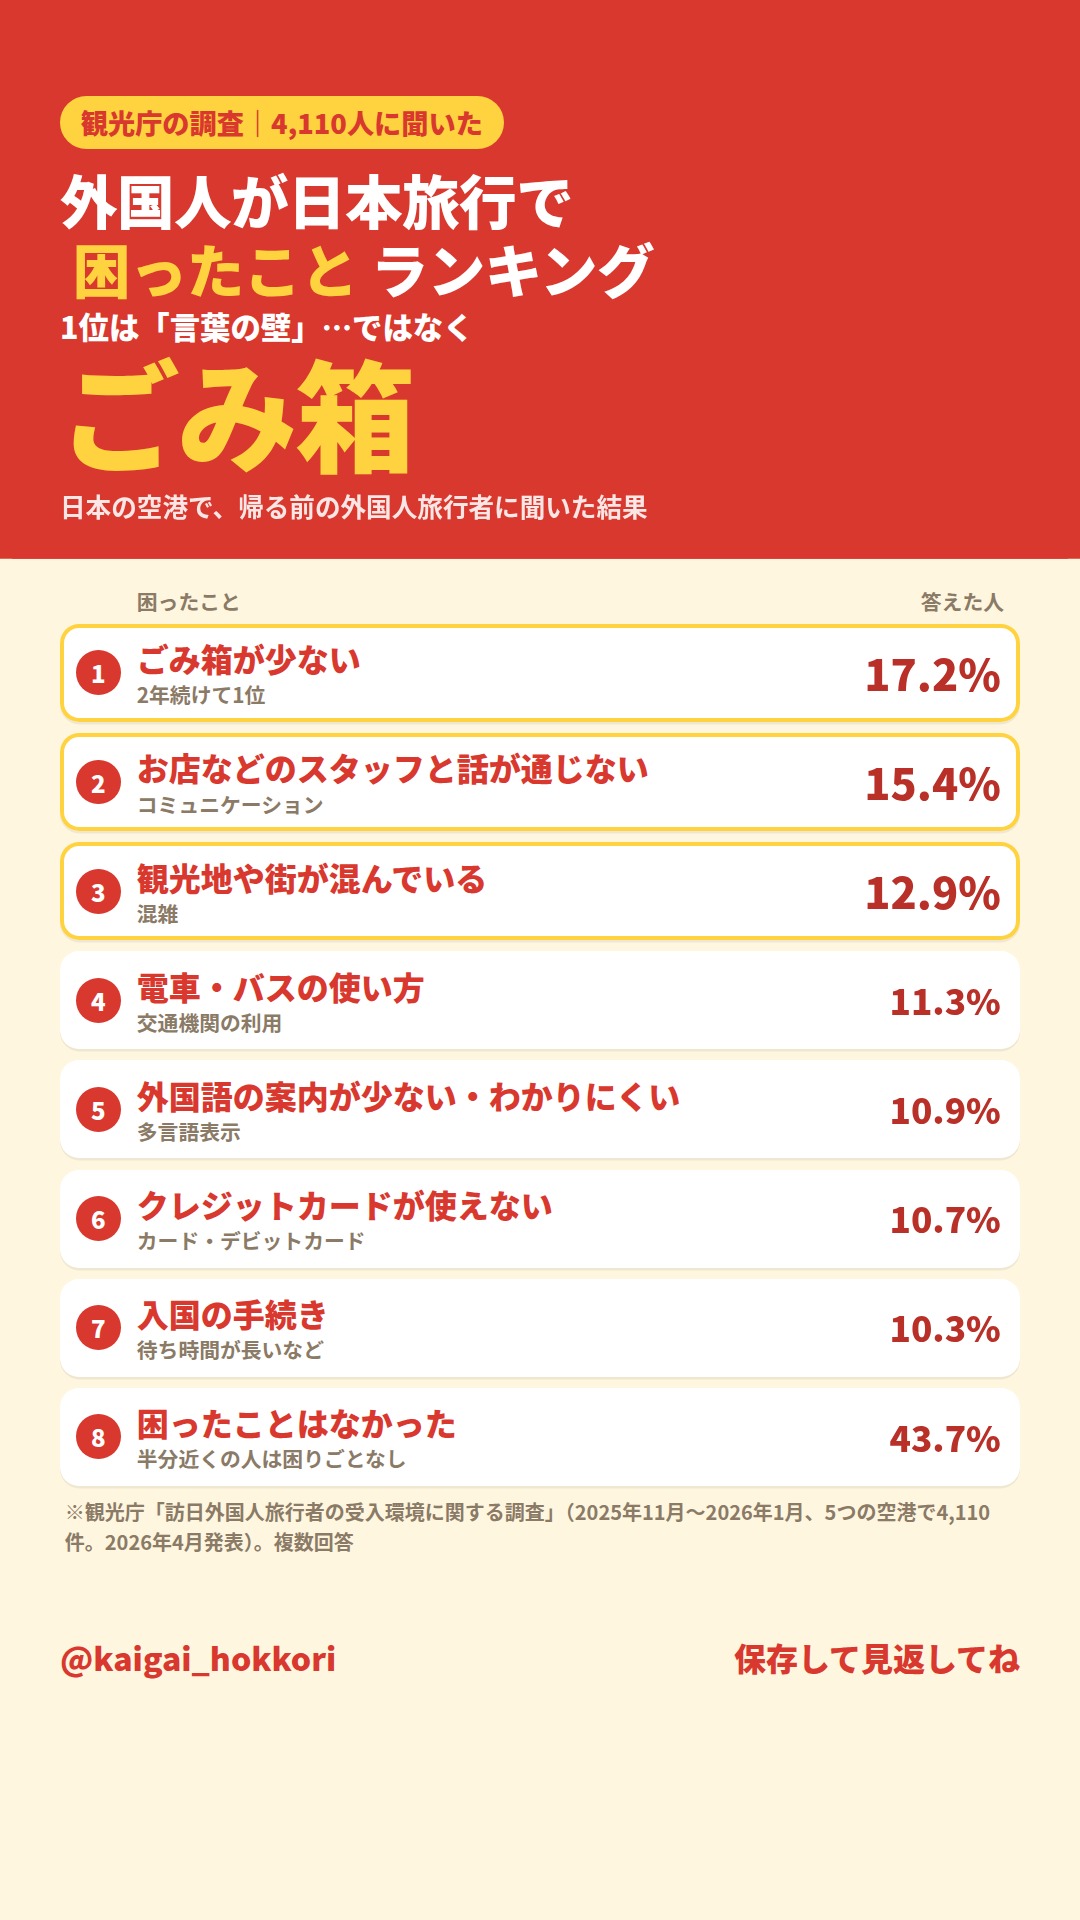 観光庁の調査｜4,110人に聞いた
外国人が日本旅行で
困ったこと ランキング
1位は「言葉の壁」…ではなく
ごみ箱
日本の空港で、帰る前の外国人旅行者に聞いた結果
困ったこと 答えた人
1 ごみ箱が少ない 17.2%
2年続けて1位
2 お店などのスタッフと話が通じない 15.4%
コミュニケーション
3 観光地や街が混んでいる 12.9%
混雑
4 電車・バスの使い方 11.3%
交通機関の利用
5 外国語の案内が少ない・わかりにくい 10.9%
多言語表示
6 クレジットカードが使えない 10.7%
カード・デビットカード
7 入国の手続き 10.3%
待ち時間が長いなど
8 困ったことはなかった 43.7%
半分近くの人は困りごとなし
※観光庁「訪日外国人旅行者の受入環境に関する調査」（2025年11月〜2026年1月、5つの空港で4,110
件。2026年4月発表）。複数回答
@kaigai_hokkori 保存して見返してね